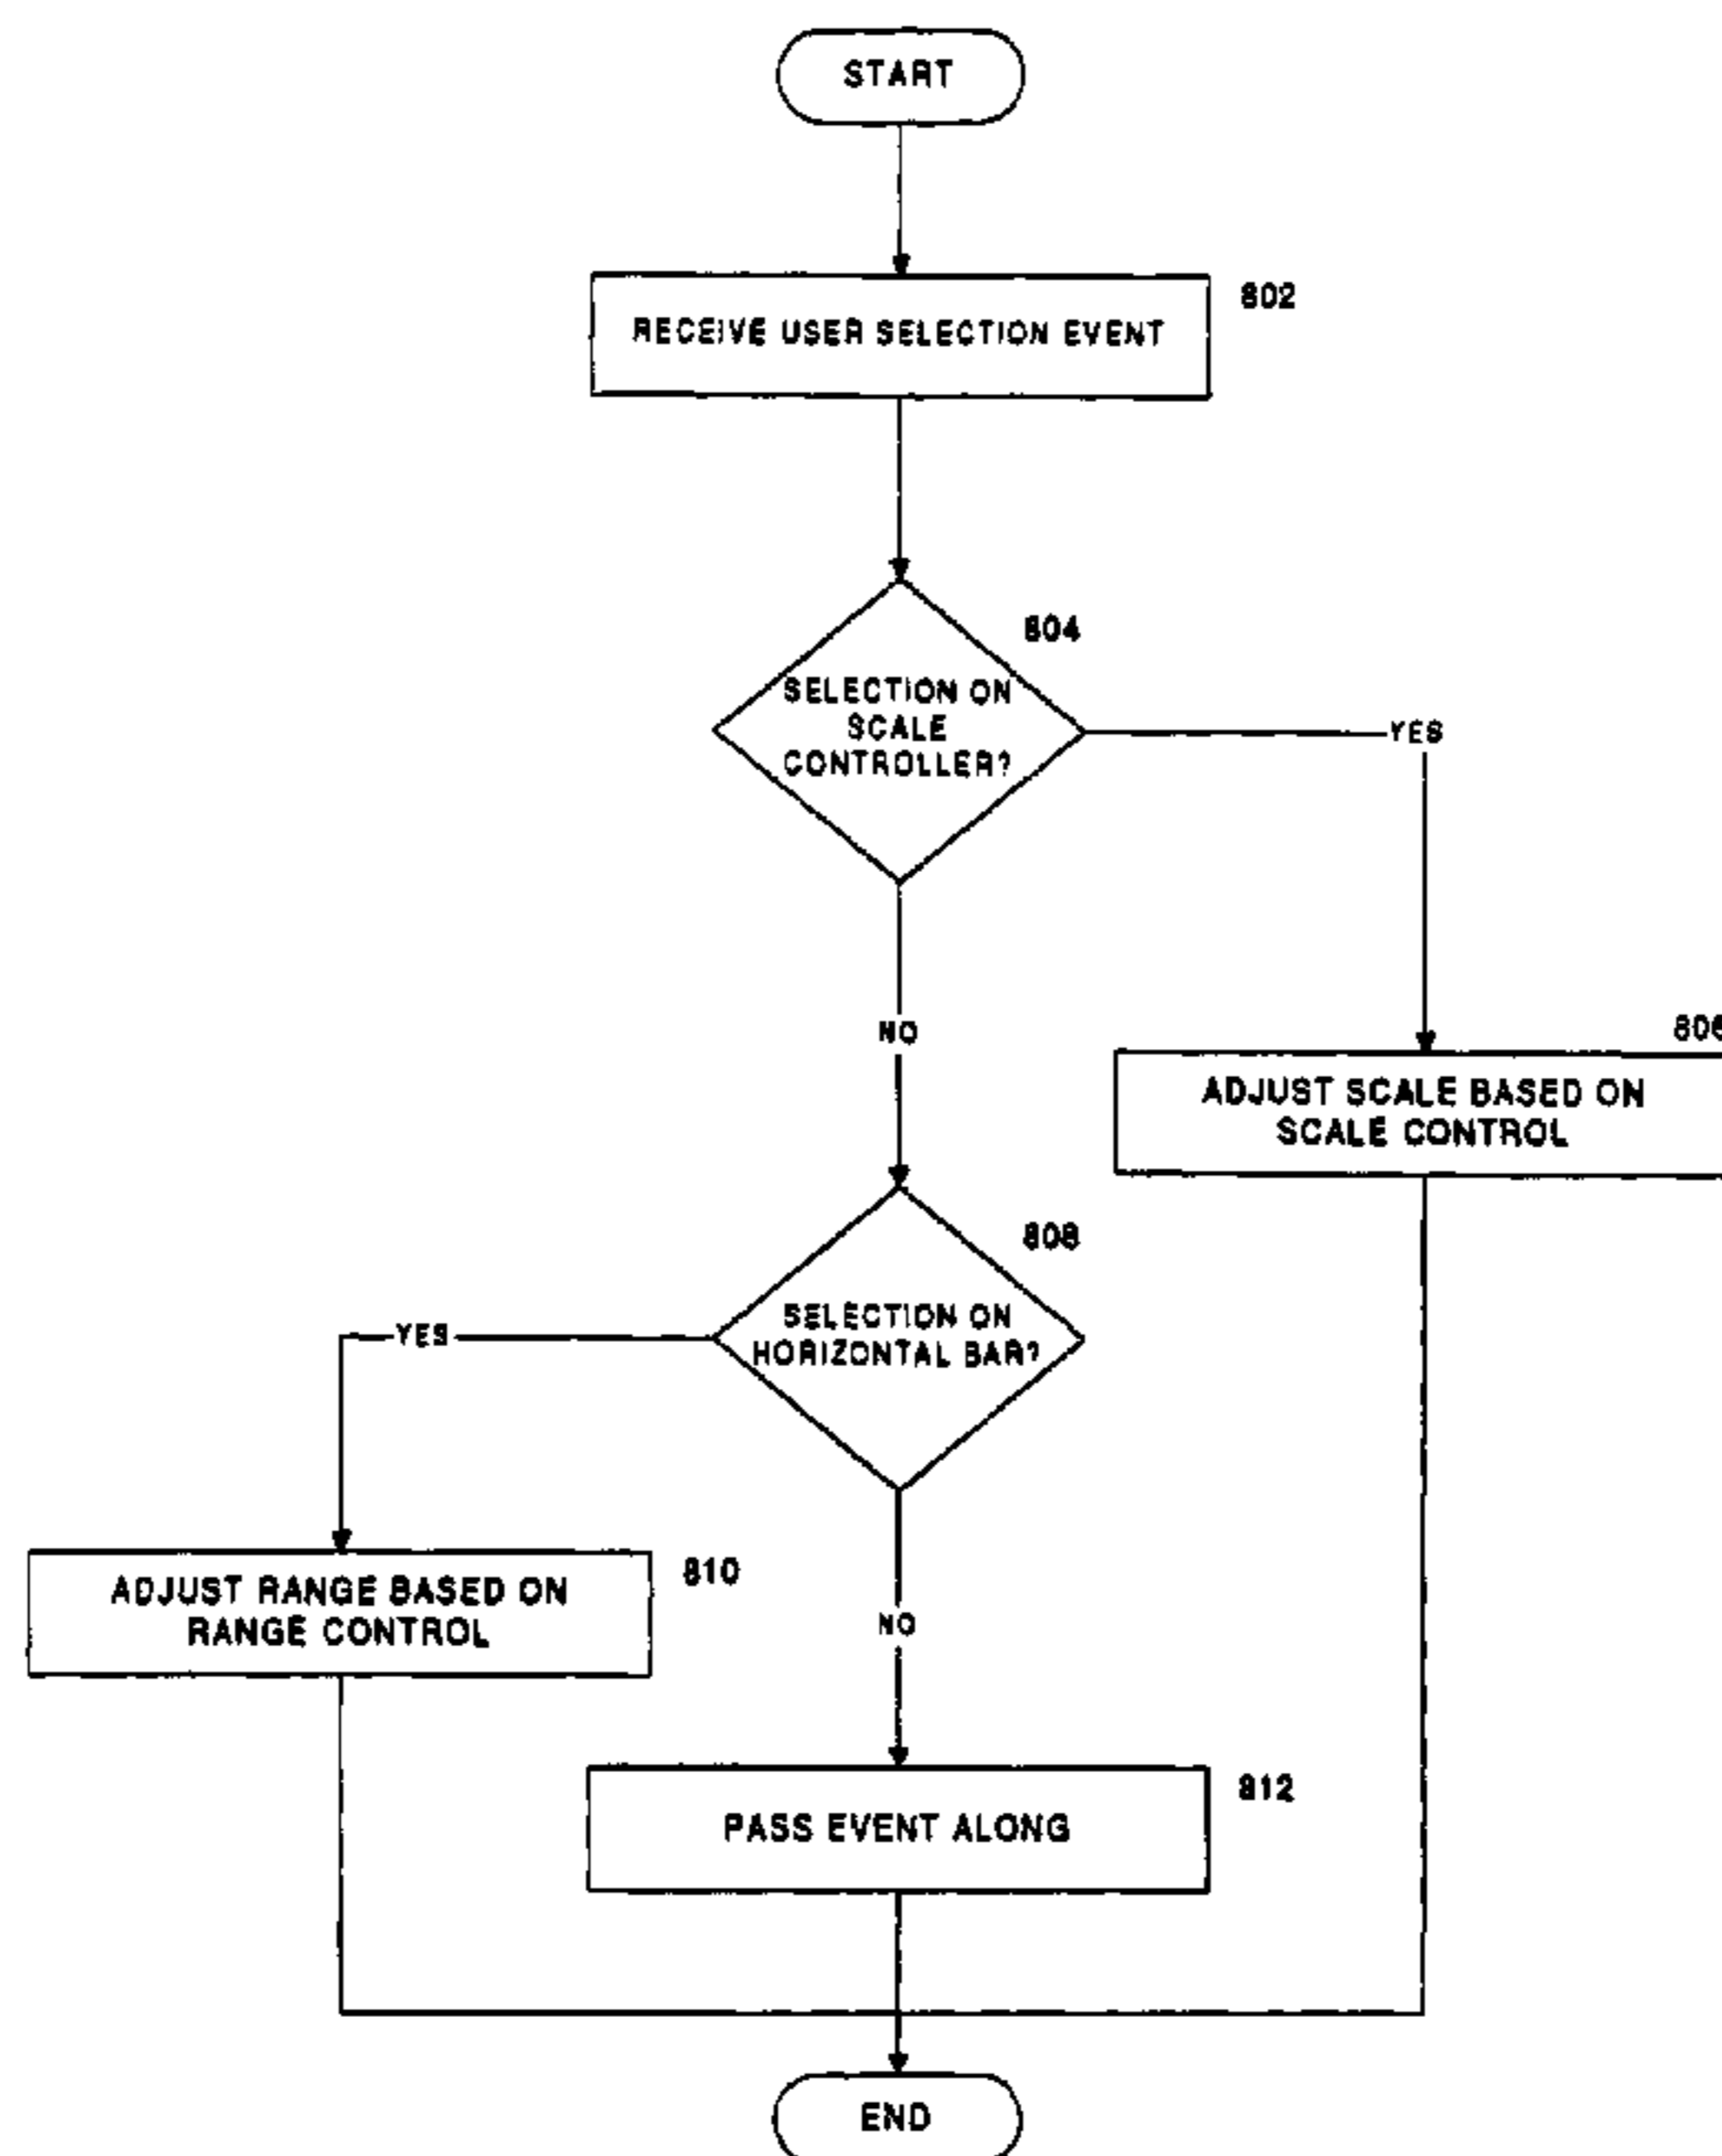 START
802
RECEIVE USER SELECTION EVENT
804
SELECTION ON
SCALE
CONTROLLER?
YES
NO
806
ADJUST SCALE BASED ON
SCALE CONTROL
808
SELECTION ON
HORIZONTAL BAR?
YES
810
ADJUST RANGE BASED ON
RANGE CONTROL
NO
812
PASS EVENT ALONG
END